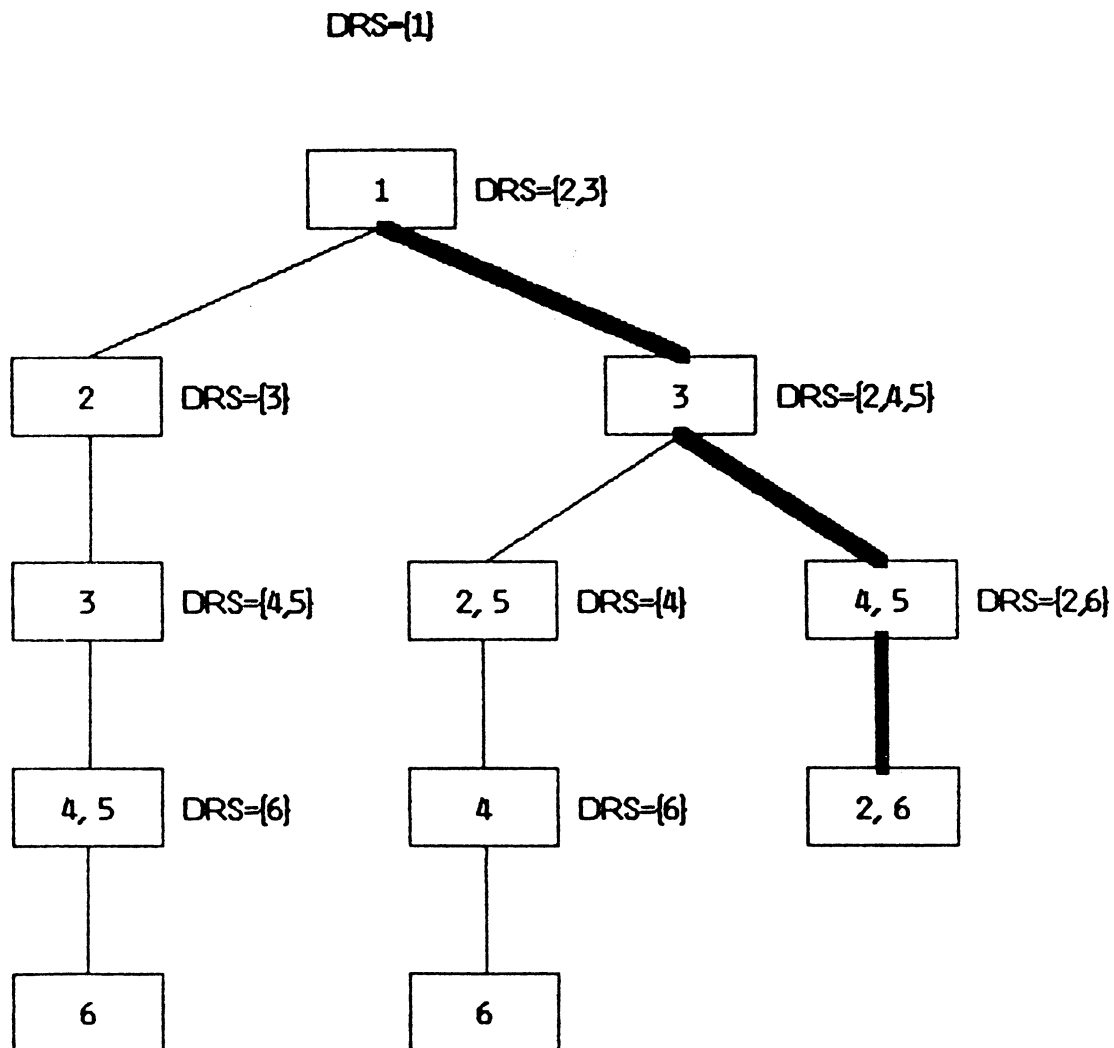 DRS={1}
1 DRS={2,3}
2 DRS={3} 3 DRS={2,4,5}
3 DRS={4,5} 2, 5 DRS={4} 4, 5 DRS={2,6}
4, 5 DRS={6} 4 DRS={6} 2, 6
6 6